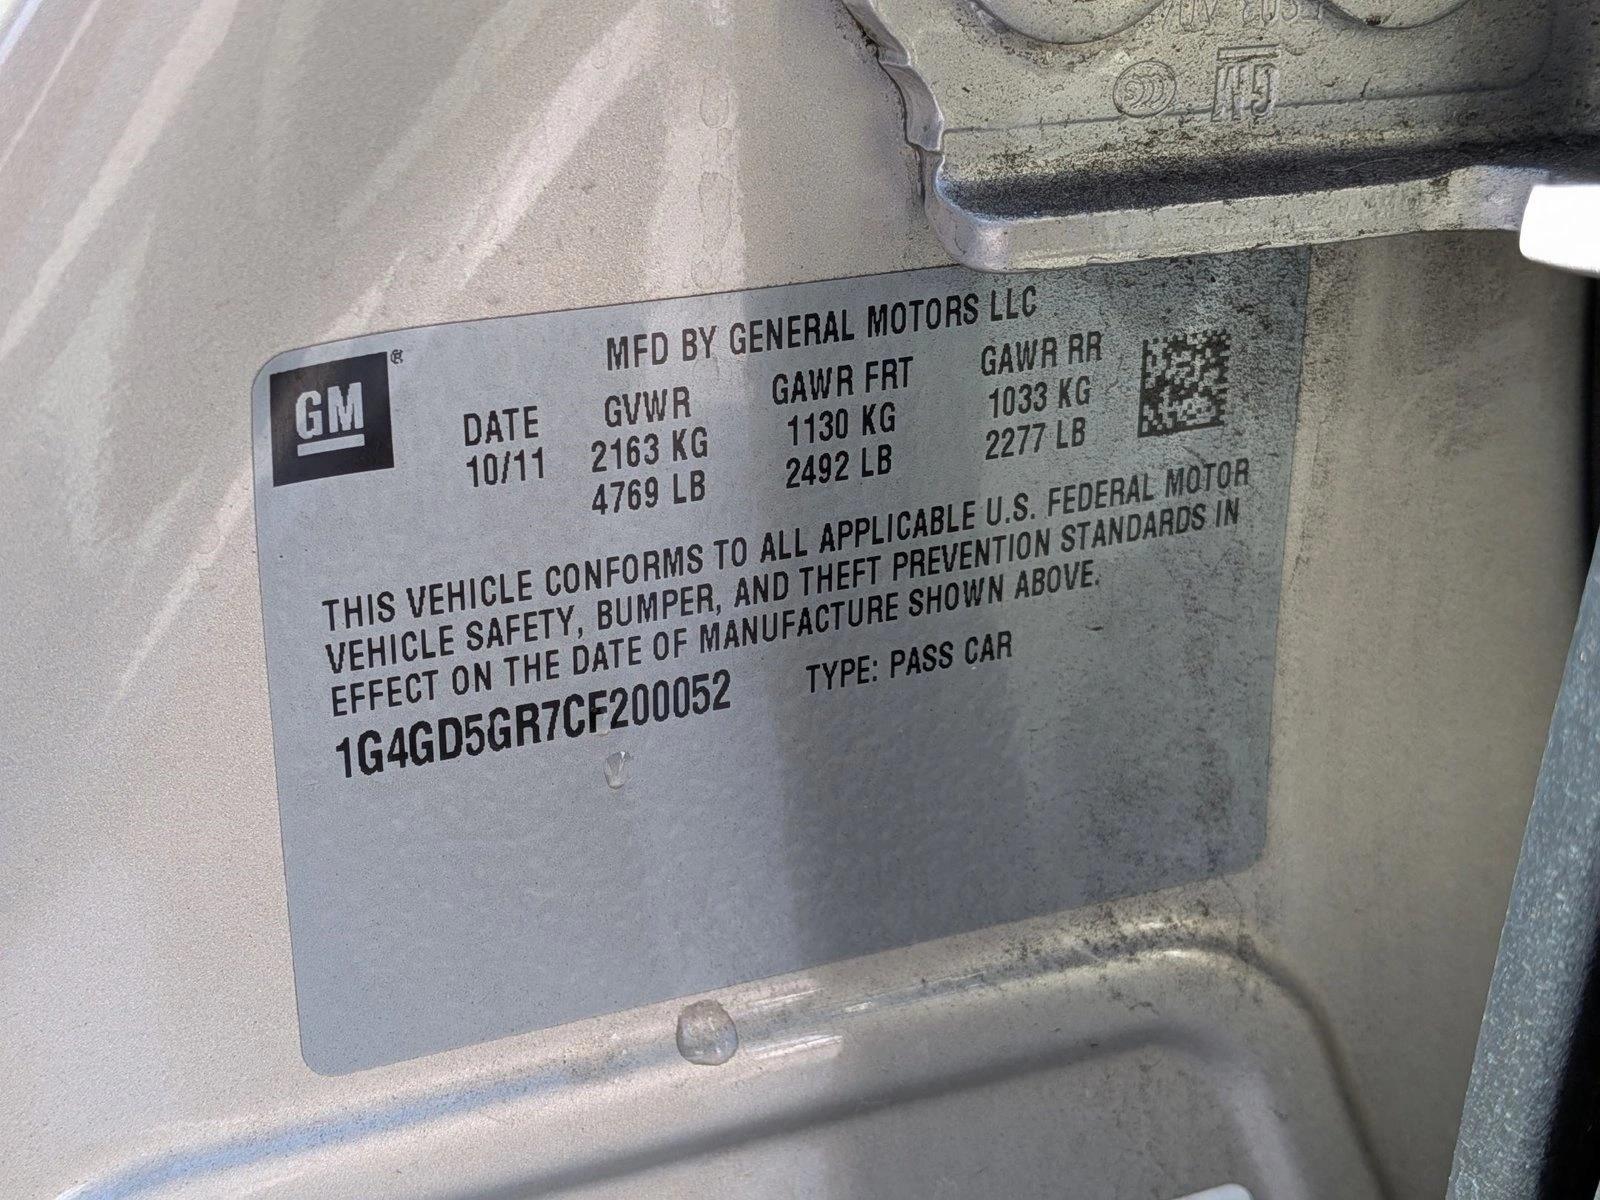 GM
CCC
GM ®
MFD BY GENERAL MOTORS LLC
DATE GVWR GAWR FRT GAWR RR
10/11 2163 KG 1130 KG 1033 KG
4769 LB 2492 LB 2277 LB
THIS VEHICLE CONFORMS TO ALL APPLICABLE U.S. FEDERAL MOTOR
VEHICLE SAFETY, BUMPER, AND THEFT PREVENTION STANDARDS IN
EFFECT ON THE DATE OF MANUFACTURE SHOWN ABOVE.
1G4GD5GR7CF200052 TYPE: PASS CAR